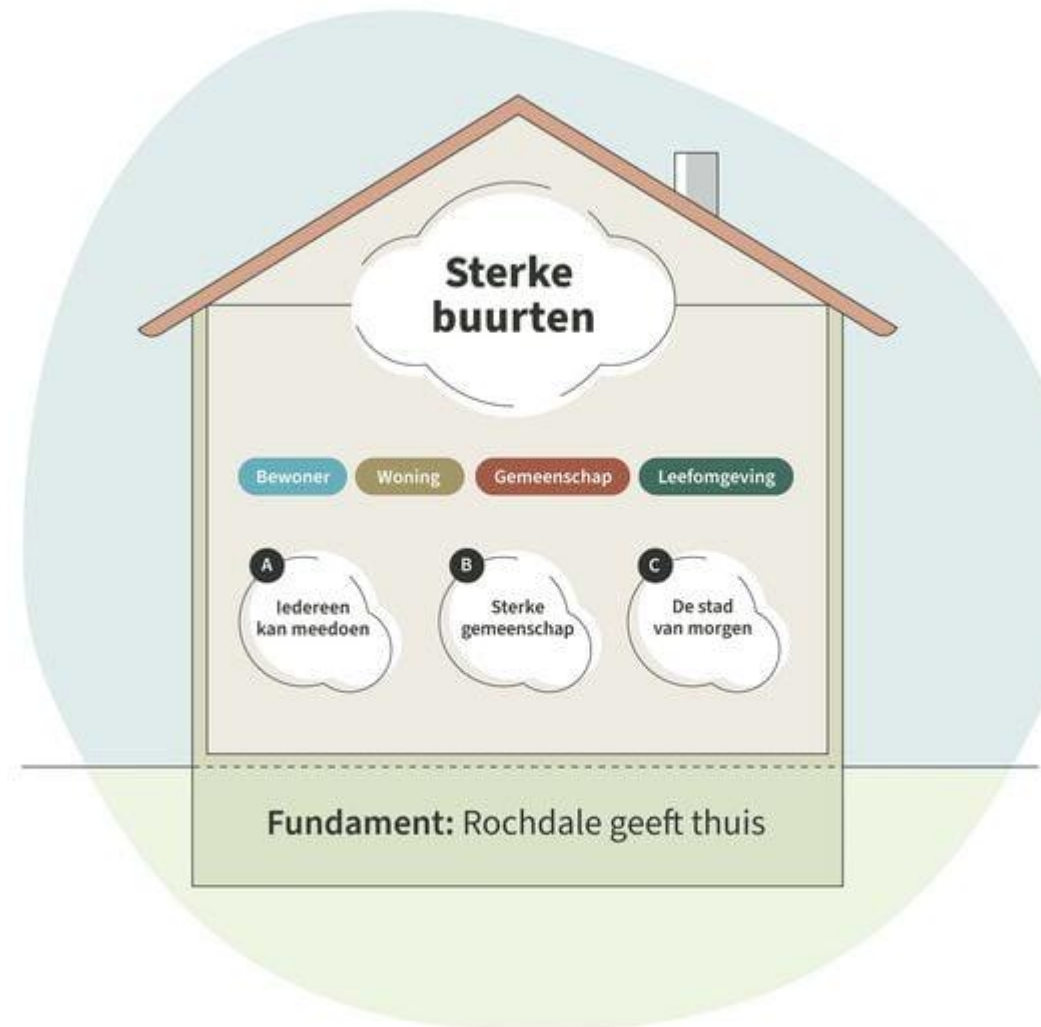 Sterke
buurten
Bewoner
Woning
Gemeenschap
Leefomgeving
A
Iedereen
kan meedoen
B
Sterke
gemeenschap
C
De stad
van morgen
Fundament: Rochdale geeft thuis